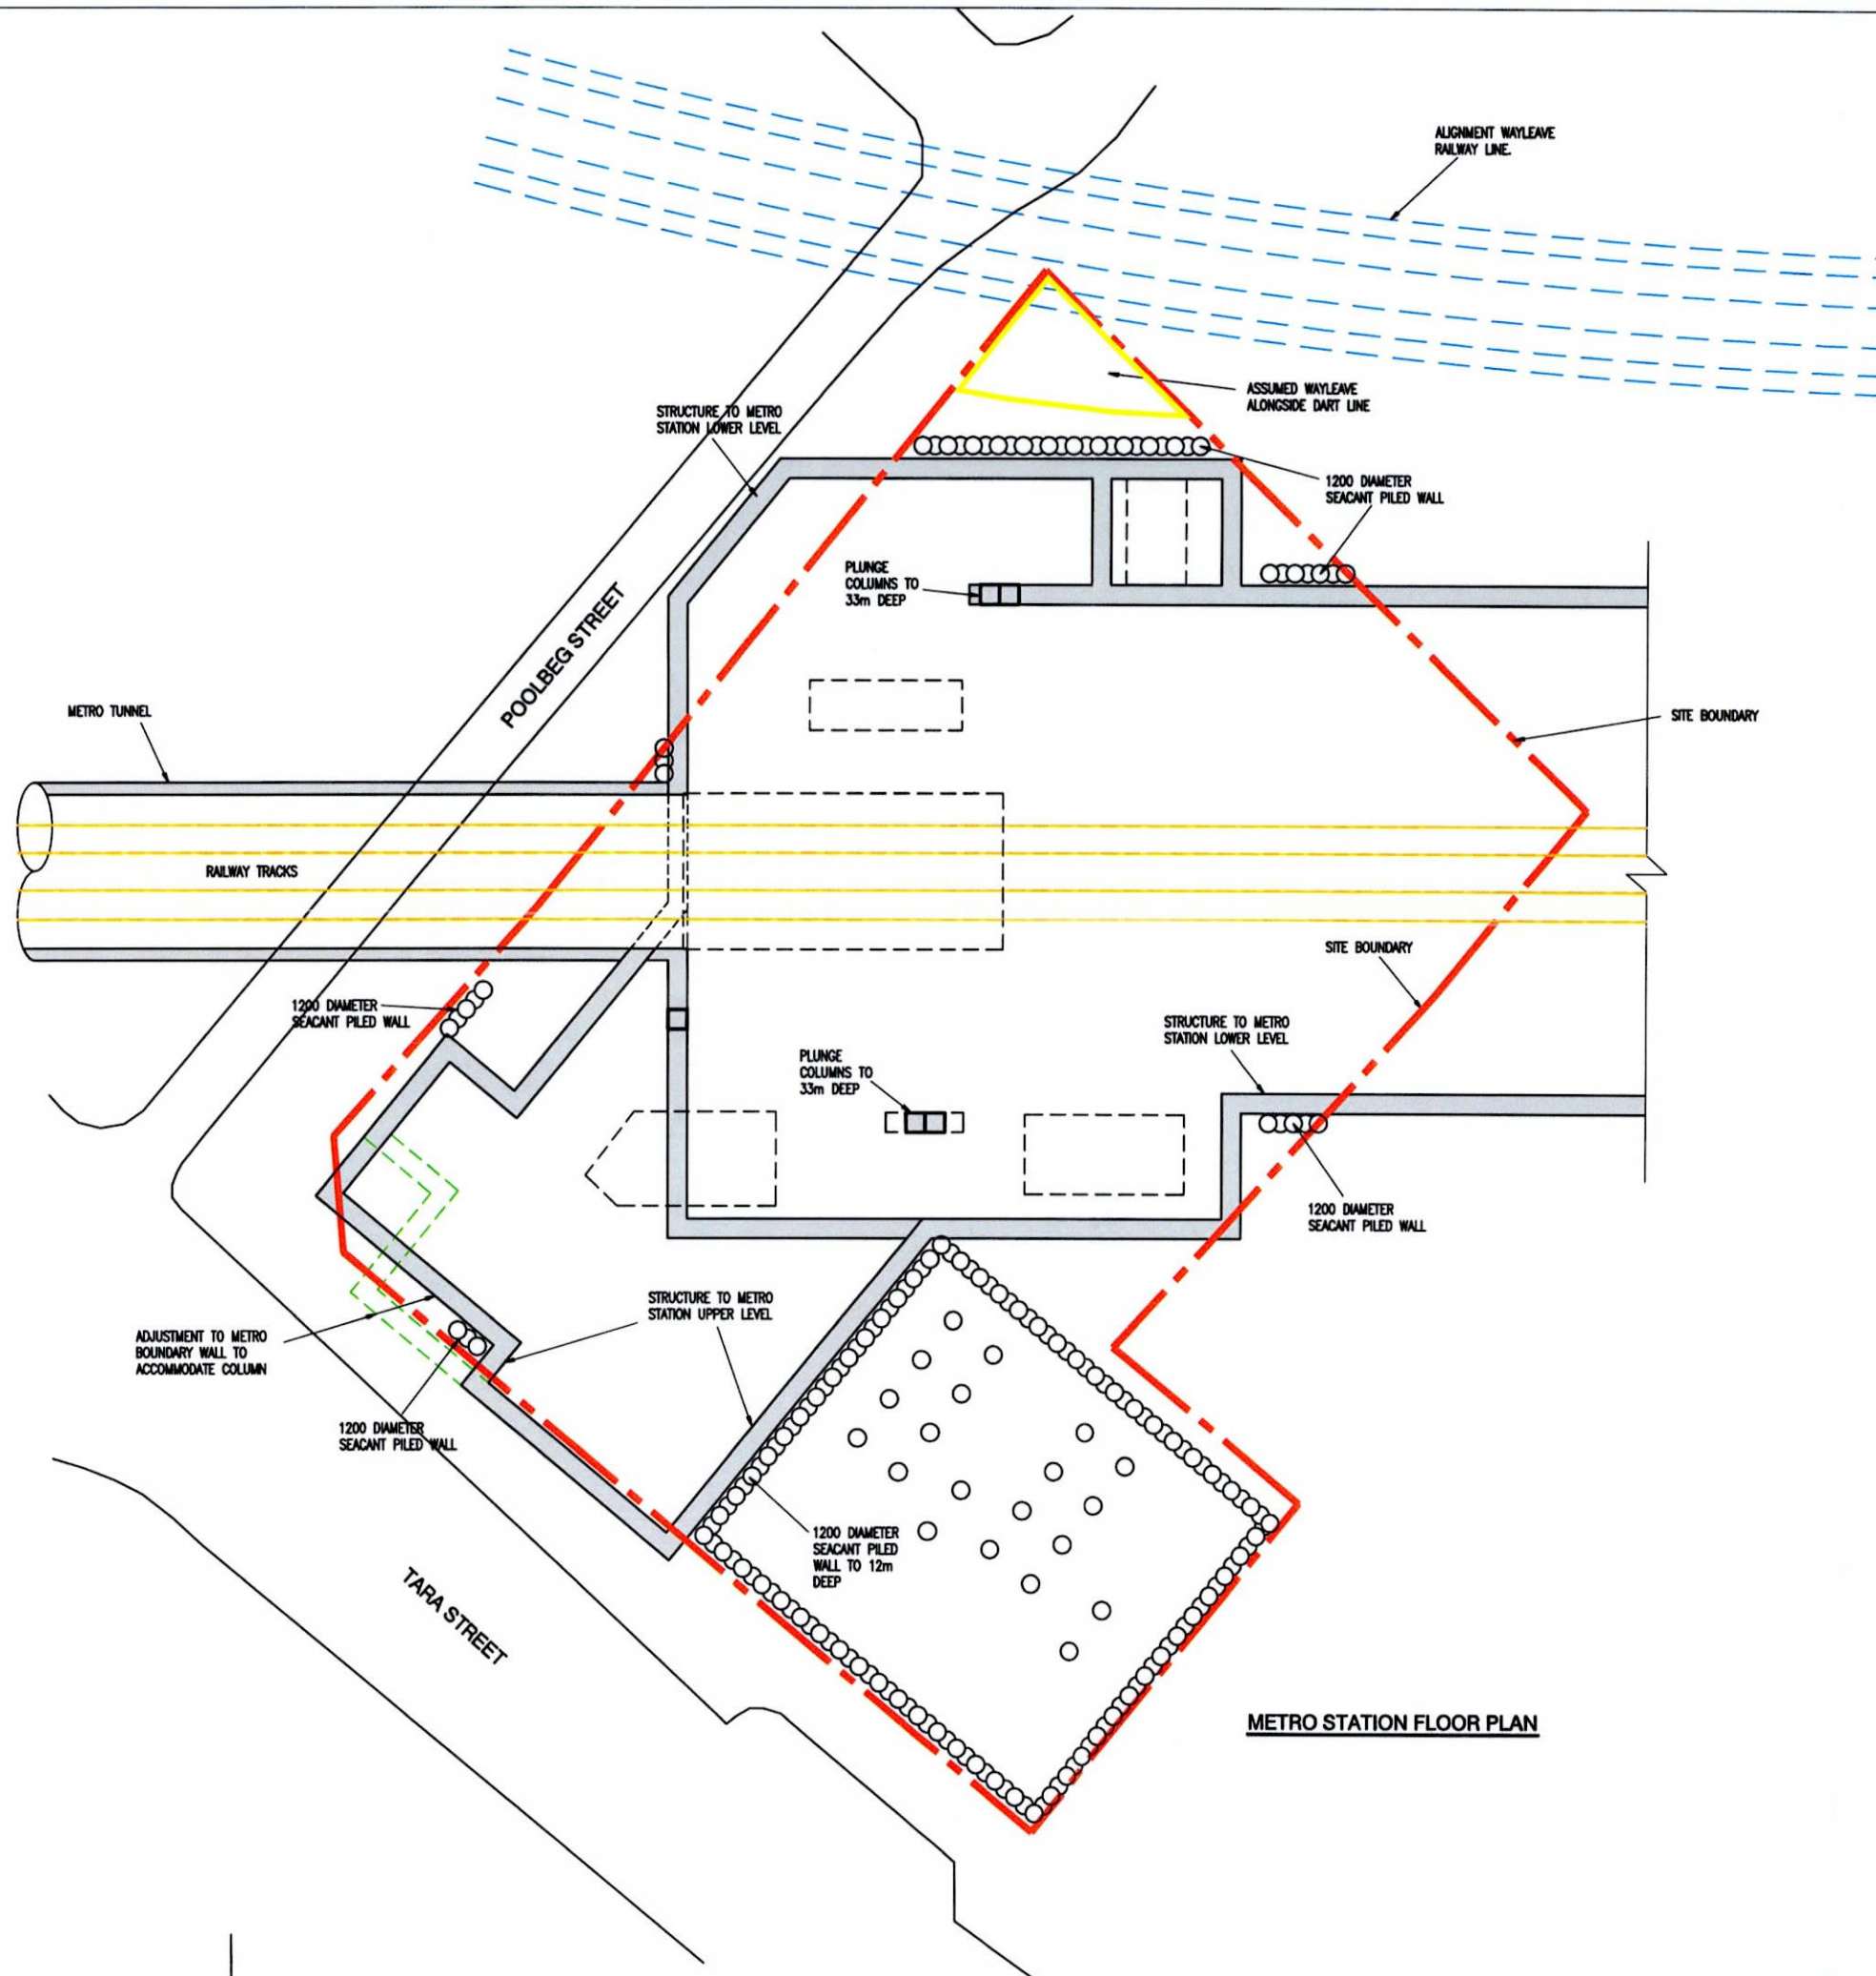 ALIGNMENT WAYLEAVE
RAILWAY LINE.
ASSUMED WAYLEAVE
ALONGSIDE DART LINE
STRUCTURE TO METRO
STATION LOWER LEVEL
1200 DIAMETER
SEACANT PILED WALL
PLUNGE
COLUMNS TO
33m DEEP
POOLBEG STREET
METRO TUNNEL
SITE BOUNDARY
RAILWAY TRACKS
SITE BOUNDARY
1200 DIAMETER
SEACANT PILED WALL
STRUCTURE TO METRO
STATION LOWER LEVEL
PLUNGE
COLUMNS TO
33m DEEP
1200 DIAMETER
SEACANT PILED WALL
STRUCTURE TO METRO
STATION UPPER LEVEL
ADJUSTMENT TO METRO
BOUNDARY WALL TO
ACCOMMODATE COLUMN
1200 DIAMETER
SEACANT PILED WALL
1200 DIAMETER
SEACANT PILED
WALL TO 12m
DEEP
TARA STREET
METRO STATION FLOOR PLAN